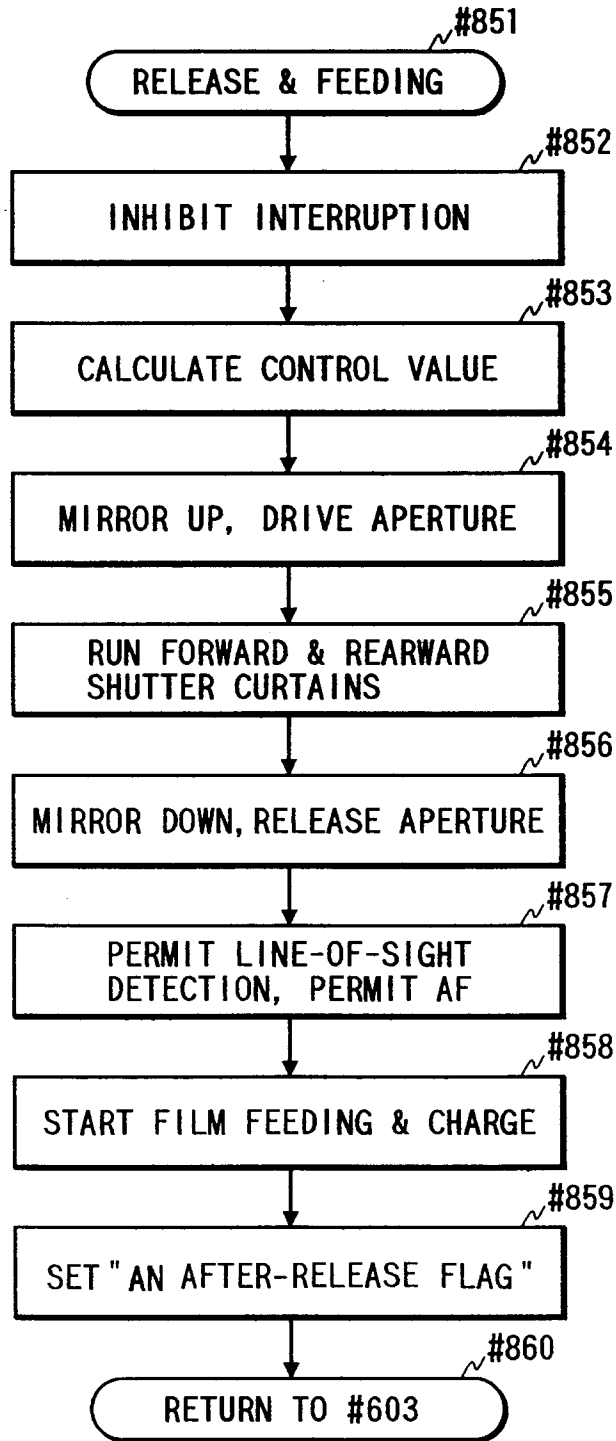 #851
RELEASE & FEEDING
#852
INHIBIT INTERRUPTION
#853
CALCULATE CONTROL VALUE
#854
MIRROR UP, DRIVE APERTURE
#855
RUN FORWARD & REARWARD
SHUTTER CURTAINS
#856
MIRROR DOWN, RELEASE APERTURE
#857
PERMIT LINE-OF-SIGHT
DETECTION, PERMIT AF
#858
START FILM FEEDING & CHARGE
#859
SET "AN AFTER-RELEASE FLAG"
#860
RETURN TO #603